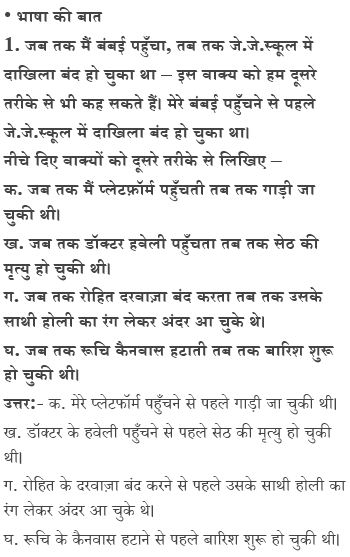 • भाषा की बात
1. जब तक मैं बंबई पहुँचा, तब तक जे.जे.स्कूल में
दाखिला बंद हो चुका था – इस वाक्य को हम दूसरे
तरीके से भी कह सकते हैं। मेरे बंबई पहुँचने से पहले
जे.जे.स्कूल में दाखिला बंद हो चुका था।
नीचे दिए वाक्यों को दूसरे तरीके से लिखिए –
क. जब तक मैं प्लेटफ़ॉर्म पहुँचती तब तक गाड़ी जा
चुकी थी।
ख. जब तक डॉक्टर हवेली पहुँचता तब तक सेठ की
मृत्यु हो चुकी थी।
ग. जब तक रोहित दरवाज़ा बंद करता तब तक उसके
साथी होली का रंग लेकर अंदर आ चुके थे।
घ. जब तक रूचि कैनवास हटाती तब तक बारिश शुरू
हो चुकी थी।
उत्तर:- क. मेरे प्लेटफॉर्म पहुँचने से पहले गाड़ी जा चुकी थी।
ख. डॉक्टर के हवेली पहुँचने से पहले सेठ की मृत्यु हो चुकी
थी।
ग. रोहित के दरवाज़ा बंद करने से पहले उसके साथी होली का
रंग लेकर अंदर आ चुके थे।
घ. रूचि के कैनवास हटाने से पहले बारिश शुरू हो चुकी थी।